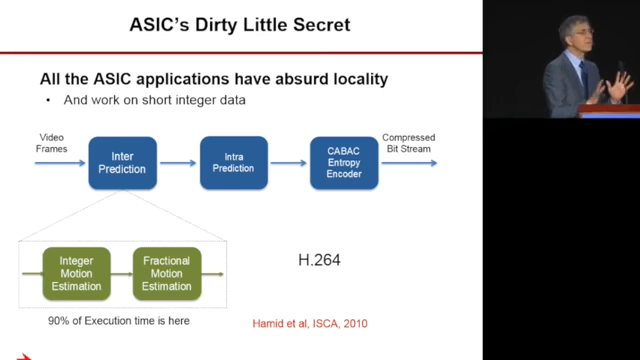 ASIC's Dirty Little Secret
All the ASIC applications have absurd locality
• And work on short integer data
Video
Frames
Inter
Prediction
Intra
Prediction
CABAC
Entropy
Encoder
Compressed
Bit Stream
Integer
Motion
Estimation
Fractional
Motion
Estimation
H.264
90% of Execution time is here
Hamid et al, ISCA, 2010